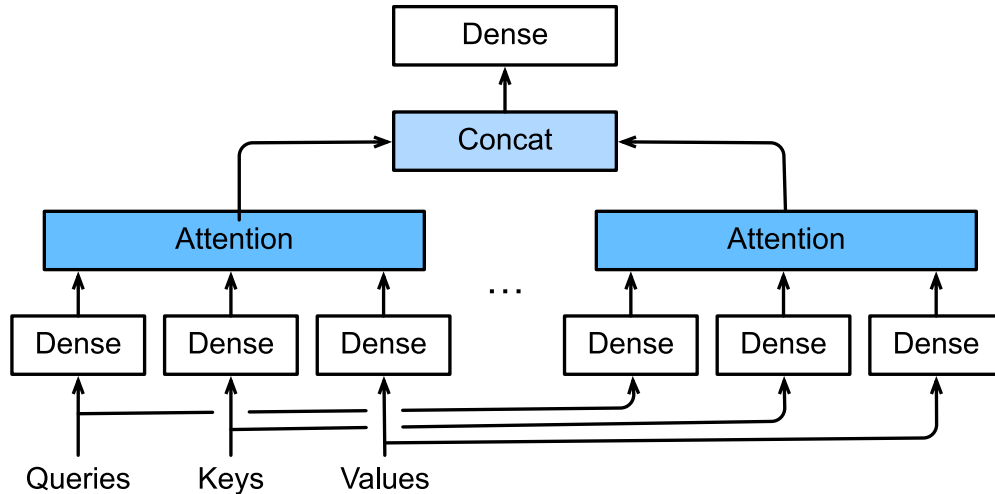 Dense
Concat
Attention Attention
...
Dense Dense Dense Dense Dense Dense
Queries Keys Values